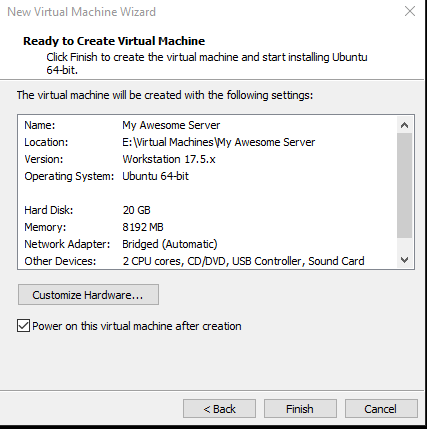 New Virtual Machine Wizard
Ready to Create Virtual Machine
Click Finish to create the virtual machine and start installing Ubuntu
64-bit.
The virtual machine will be created with the following settings:
Name: My Awesome Server
Location: E:\Virtual Machines\My Awesome Server
Version: Workstation 17.5.x
Operating System: Ubuntu 64-bit
Hard Disk: 20 GB
Memory: 8192 MB
Network Adapter: Bridged (Automatic)
Other Devices: 2 CPU cores, CD/DVD, USB Controller, Sound Card
Customize Hardware...
Power on this virtual machine after creation
< Back Finish Cancel